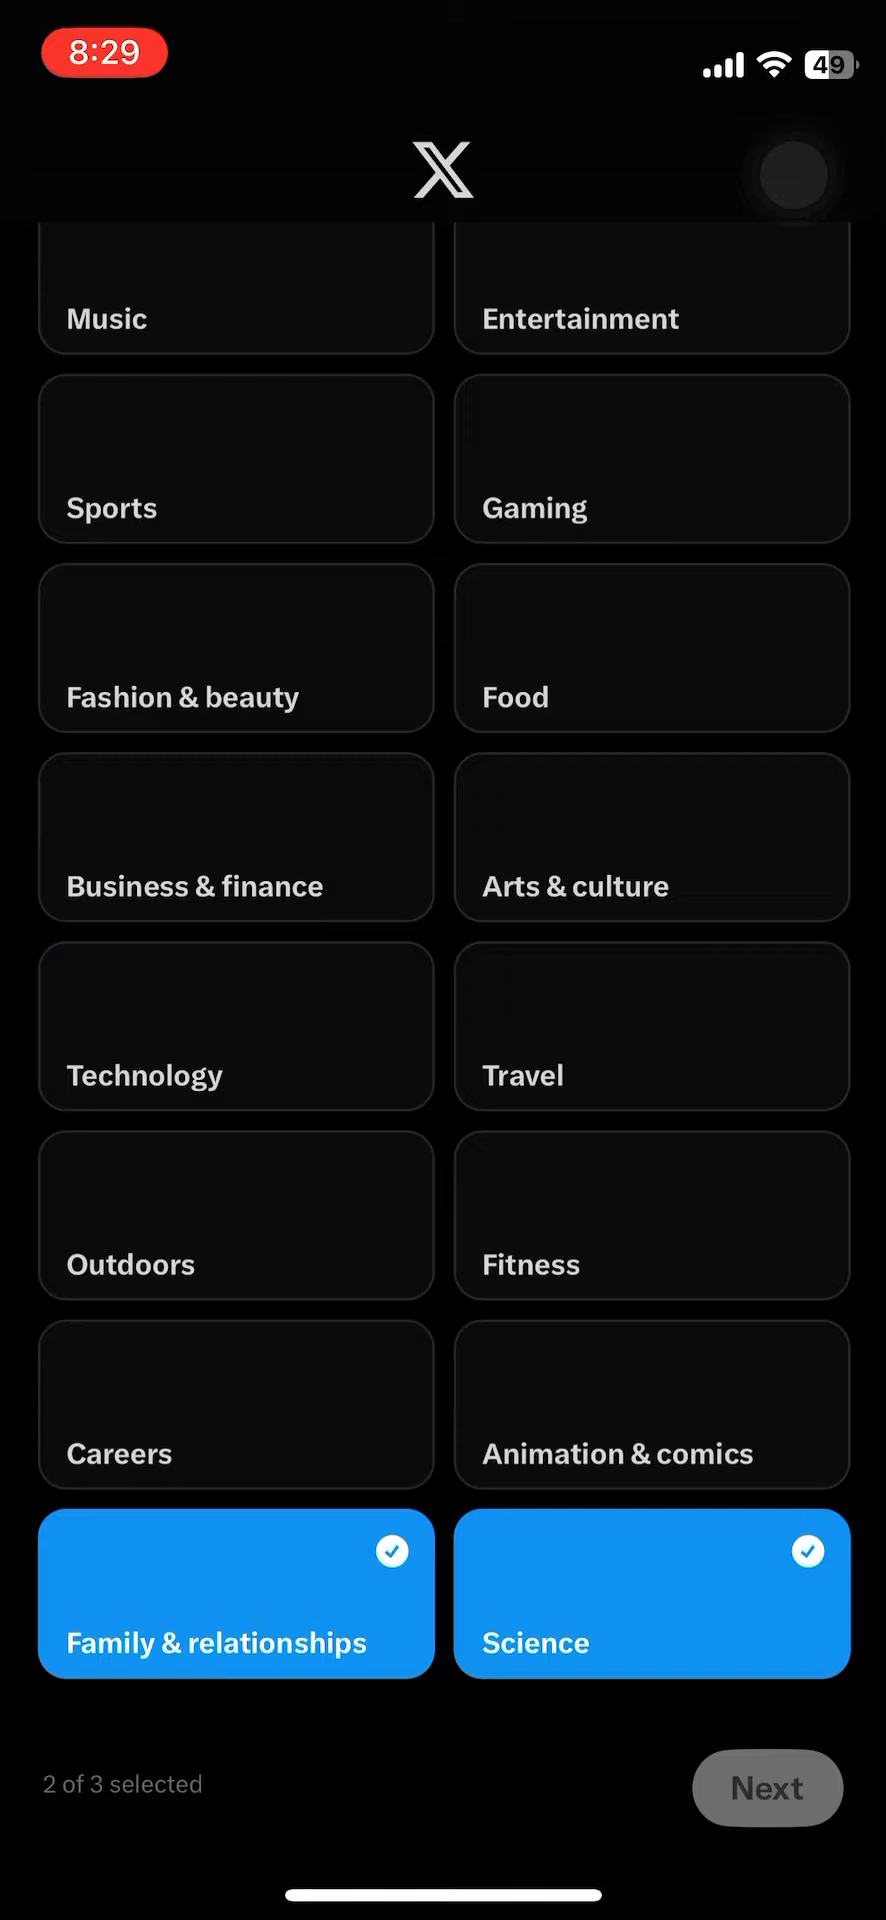 8:29
49
Music
Entertainment
Sports
Gaming
Fashion & beauty
Food
Business & finance
Arts & culture
Technology
Travel
Outdoors
Fitness
Careers
Animation & comics
Family & relationships
Science
2 of 3 selected
Next